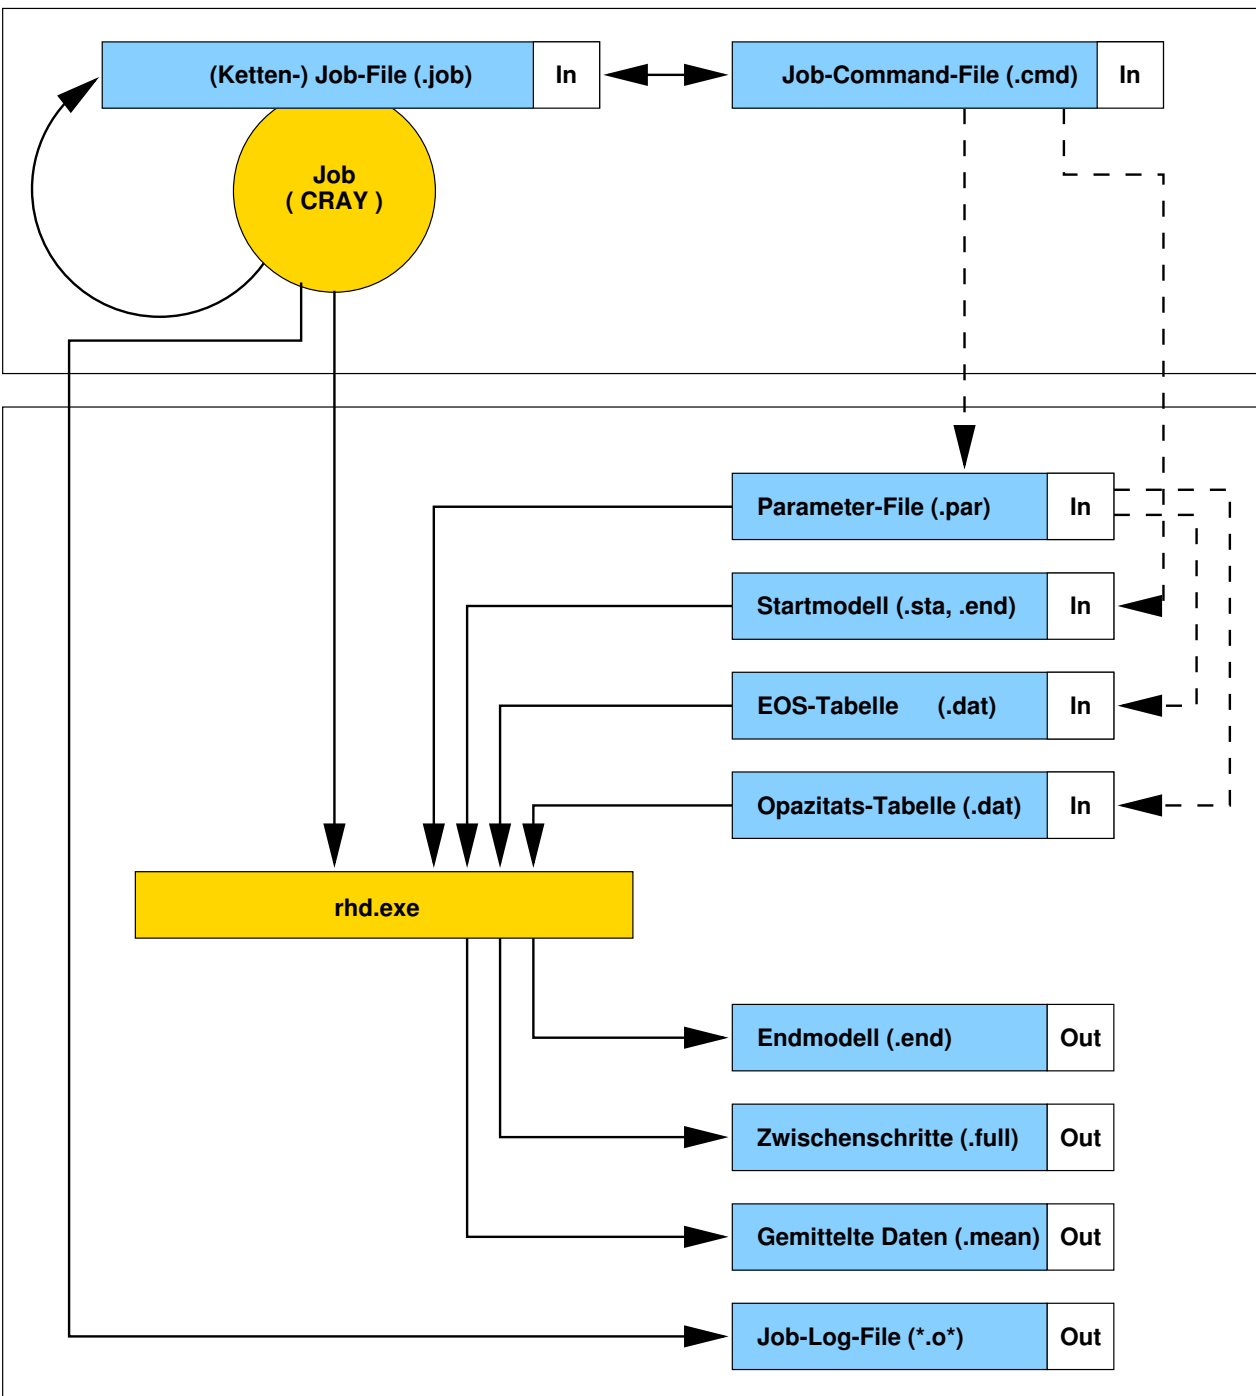 (Ketten-) Job-File (.job) In
Job-Command-File (.cmd) In
Job
( CRAY )
Parameter-File (.par) In
Startmodell (.sta, .end) In
EOS-Tabelle (.dat) In
Opazitats-Tabelle (.dat) In
rhd.exe
Endmodell (.end) Out
Zwischenschritte (.full) Out
Gemittelte Daten (.mean) Out
Job-Log-File (*.o*) Out